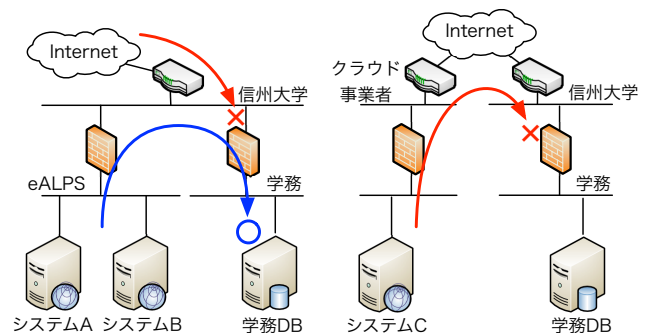 Internet
信州大学
eALPS
学務
システムA システムB 学務DB
Internet
クラウド
事業者
信州大学
学務
システムC 学務DB